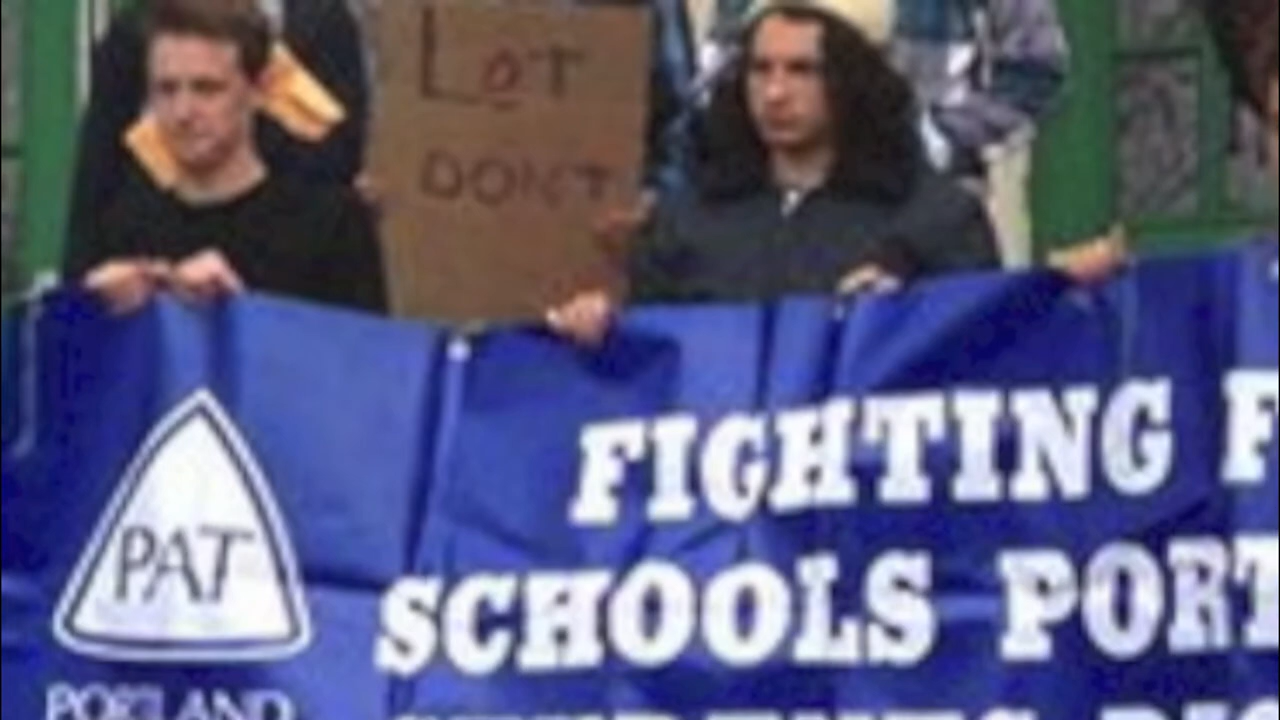 LOT
DON'T
FIGHTING F
SCHOOLS PORT
PAT
PORTLAND